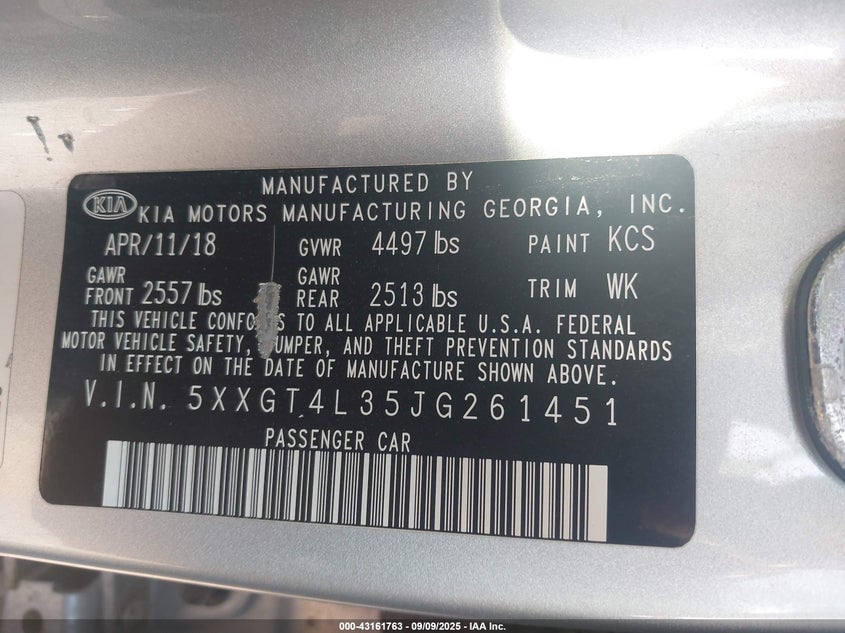 MANUFACTURED BY
KIA KIA MOTORS MANUFACTURING GEORGIA, INC.
APR/11/18 GVWR 4497 lbs PAINT KCS
GAWR FRONT 2557 lbs GAWR REAR 2513 lbs TRIM WK
THIS VEHICLE CONFORMS TO ALL APPLICABLE U.S.A. FEDERAL
MOTOR VEHICLE SAFETY, BUMPER, AND THEFT PREVENTION STANDARDS
IN EFFECT ON THE DATE OF MANUFACTURE SHOWN ABOVE.
V.I.N. 5XXGT4L35JG261451
PASSENGER CAR
000-43161763 - 09/09/2025 - IAA Inc.